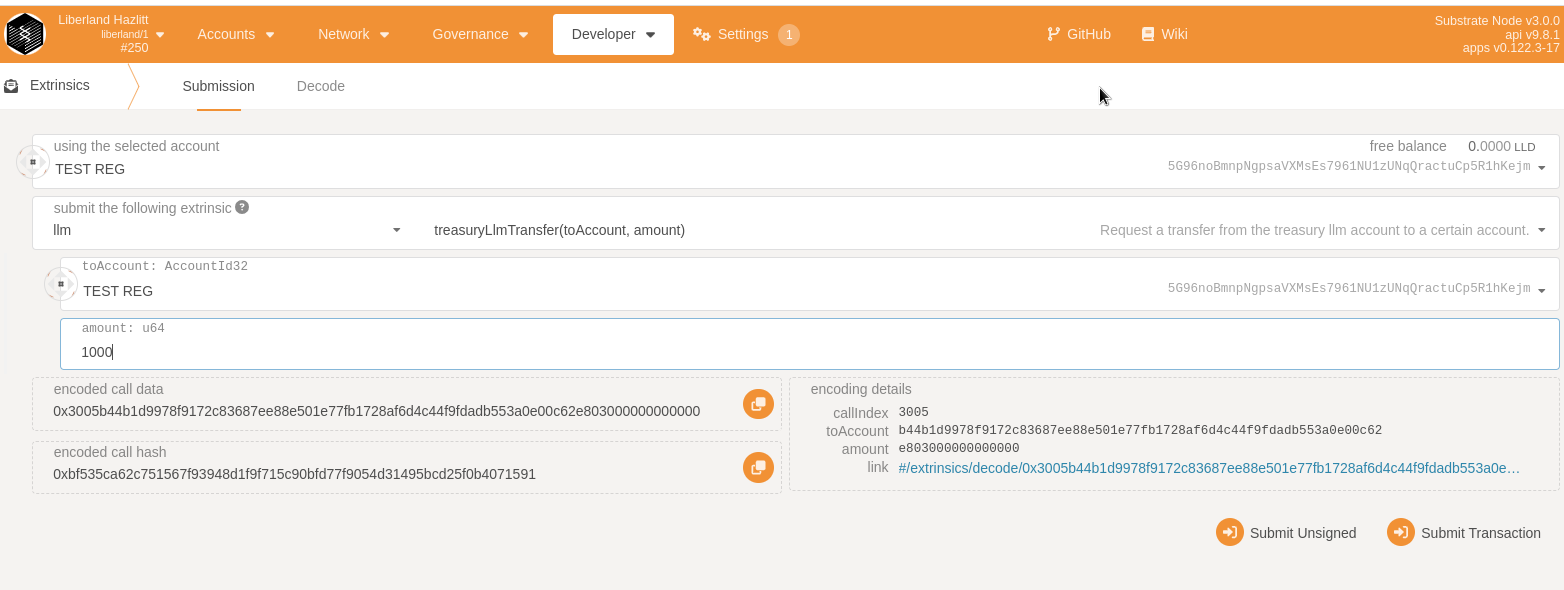 Liberland Hazlitt
liberland/1
#250
Accounts
Network
Governance
Developer
Settings
1
GitHub
Wiki
Substrate Node v3.0.0
api v9.8.1
apps v0.122.3-17
Extrinsics
Submission
Decode
using the selected account
free balance 0.0000 LLD
TEST REG
5G96noBmnpNgpsaVXMsEs7961NU1zUNqQractuCp5R1hKejm
submit the following extrinsic ?
llm
treasuryLlmTransfer(toAccount, amount)
Request a transfer from the treasury llm account to a certain account.
toAccount: AccountId32
TEST REG
5G96noBmnpNgpsaVXMsEs7961NU1zUNqQractuCp5R1hKejm
amount: u64
1000
encoded call data
0x3005b44b1d9978f9172c83687ee88e501e77fb1728af6d4c44f9fdadb553a0e00c62e803000000000000
encoded call hash
0xbf535ca62c751567f93948d1f9f715c90bfd77f9054d31495bcd25f0b4071591
encoding details
callIndex 3005
toAccount b44b1d9978f9172c83687ee88e501e77fb1728af6d4c44f9fdadb553a0e00c62
amount e803000000000000
link #/extrinsics/decode/0x3005b44b1d9978f9172c83687ee88e501e77fb1728af6d4c44f9fdadb553a0e…
Submit Unsigned
Submit Transaction